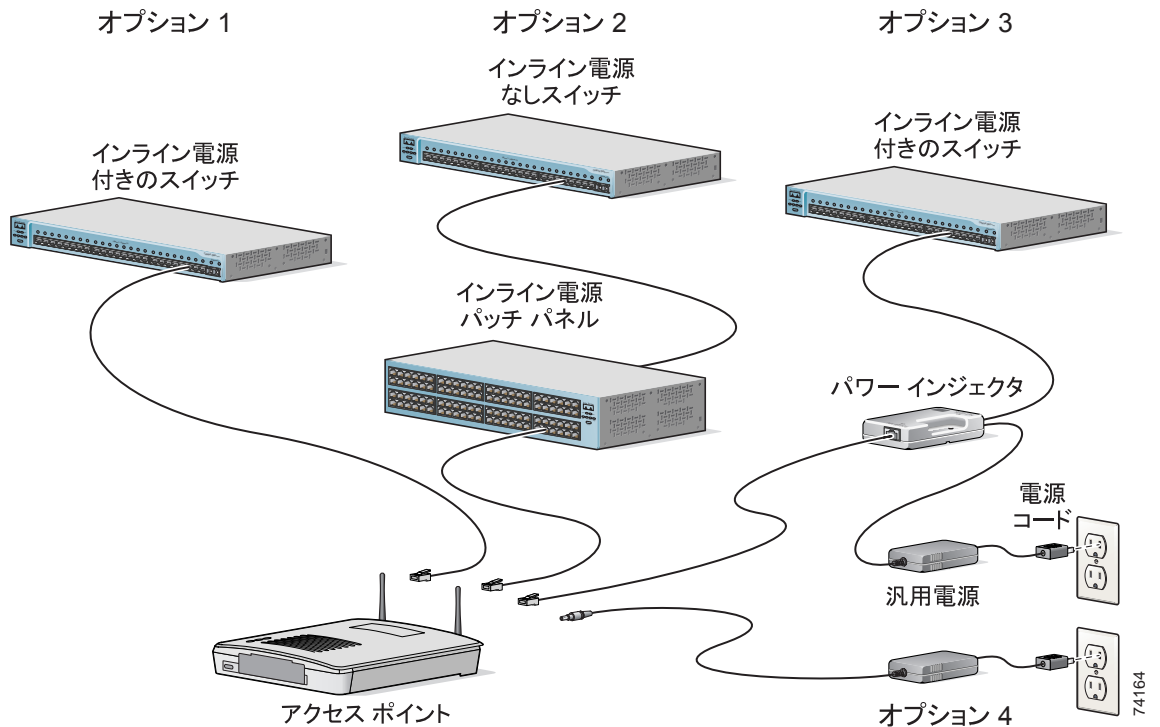 オプション 1
オプション 2
オプション 3
インライン電源
付きのスイッチ
インライン電源
なしスイッチ
インライン電源
付きのスイッチ
インライン電源
パッチ パネル
パワー インジェクタ
電源
コード
汎用電源
アクセス ポイント
オプション 4
74164